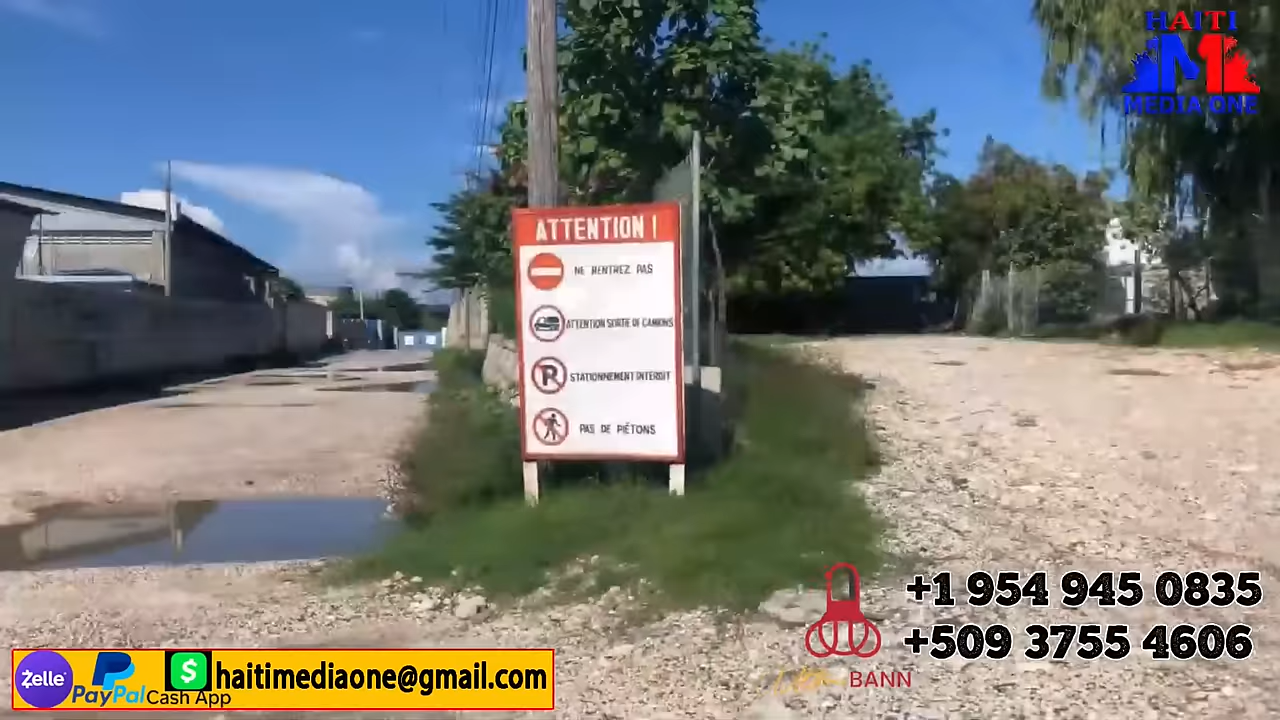 HAITI
M
MEDIA ONE
ATTENTION !
NE RENTREZ PAS
ATTENTION SORTIE DE CAMIONS
P
STATIONNEMENT INTERDIT
PAS DE PIÉTONS
+1 954 945 0835
+509 3755 4606
BANN
Zelle
PayPal
$
Cash App
haitimediaone@gmail.com